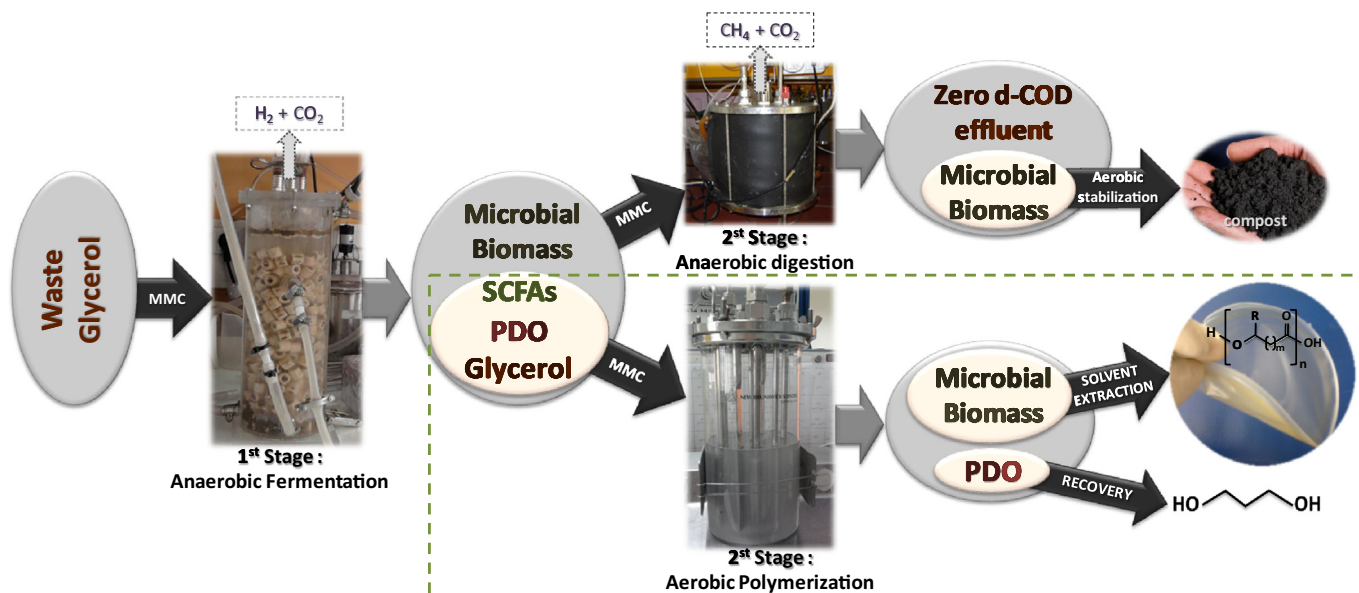 Waste
Glycerol
MMC
H₂ + CO₂
1st Stage :
Anaerobic Fermentation
Microbial
Biomass
SCFAs
PDO
Glycerol
MMC
CH₄ + CO₂
2st Stage :
Anaerobic digestion
Zero d-COD
effluent
Microbial
Biomass
Aerobic
stabilization
compost
MMC
2st Stage :
Aerobic Polymerization
Microbial
Biomass
SOLVENT
EXTRACTION
H
O
R
O
( )m
OH
n
PDO
RECOVERY
HO
OH